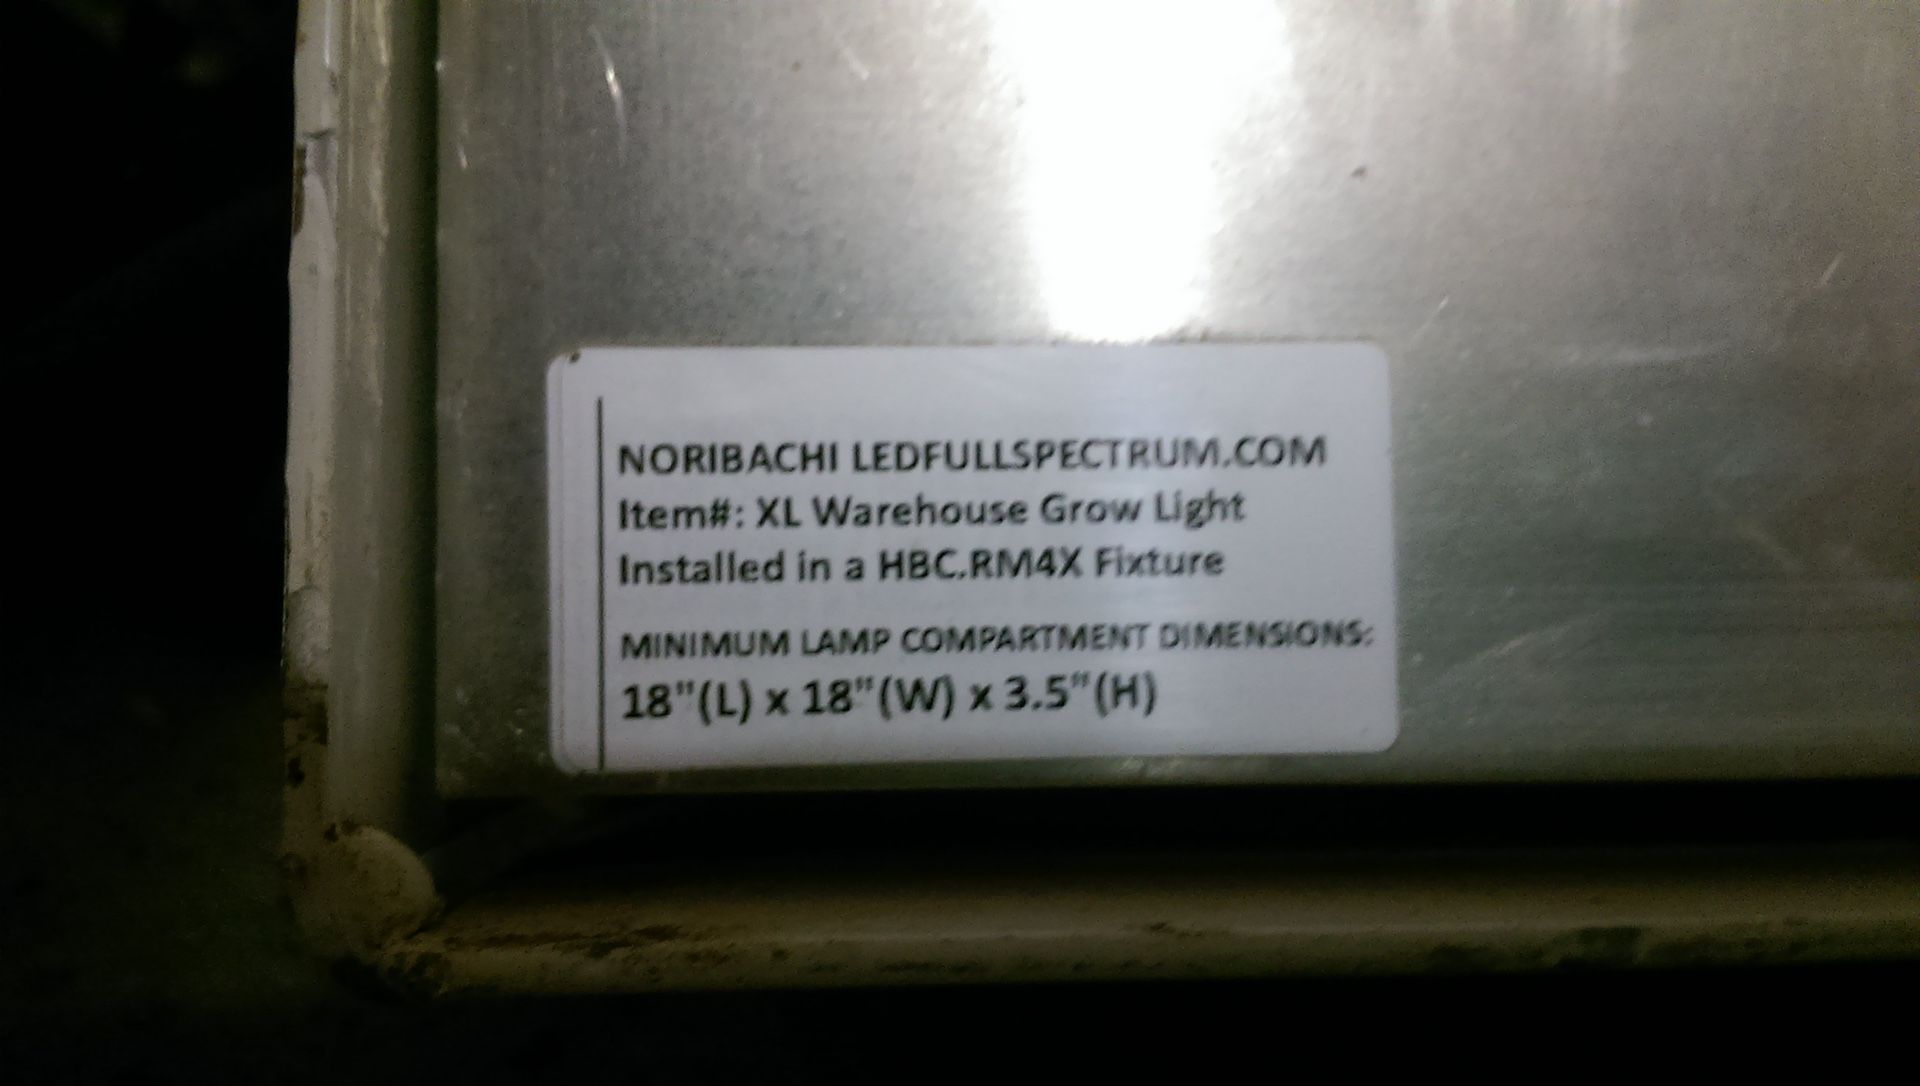 NORIBACHI LEDFULLSPECTRUM.COM
Item#: XL Warehouse Grow Light
Installed in a HBC.RM4X Fixture
MINIMUM LAMP COMPARTMENT DIMENSIONS:
18"(L) x 18"(W) x 3.5"(H)